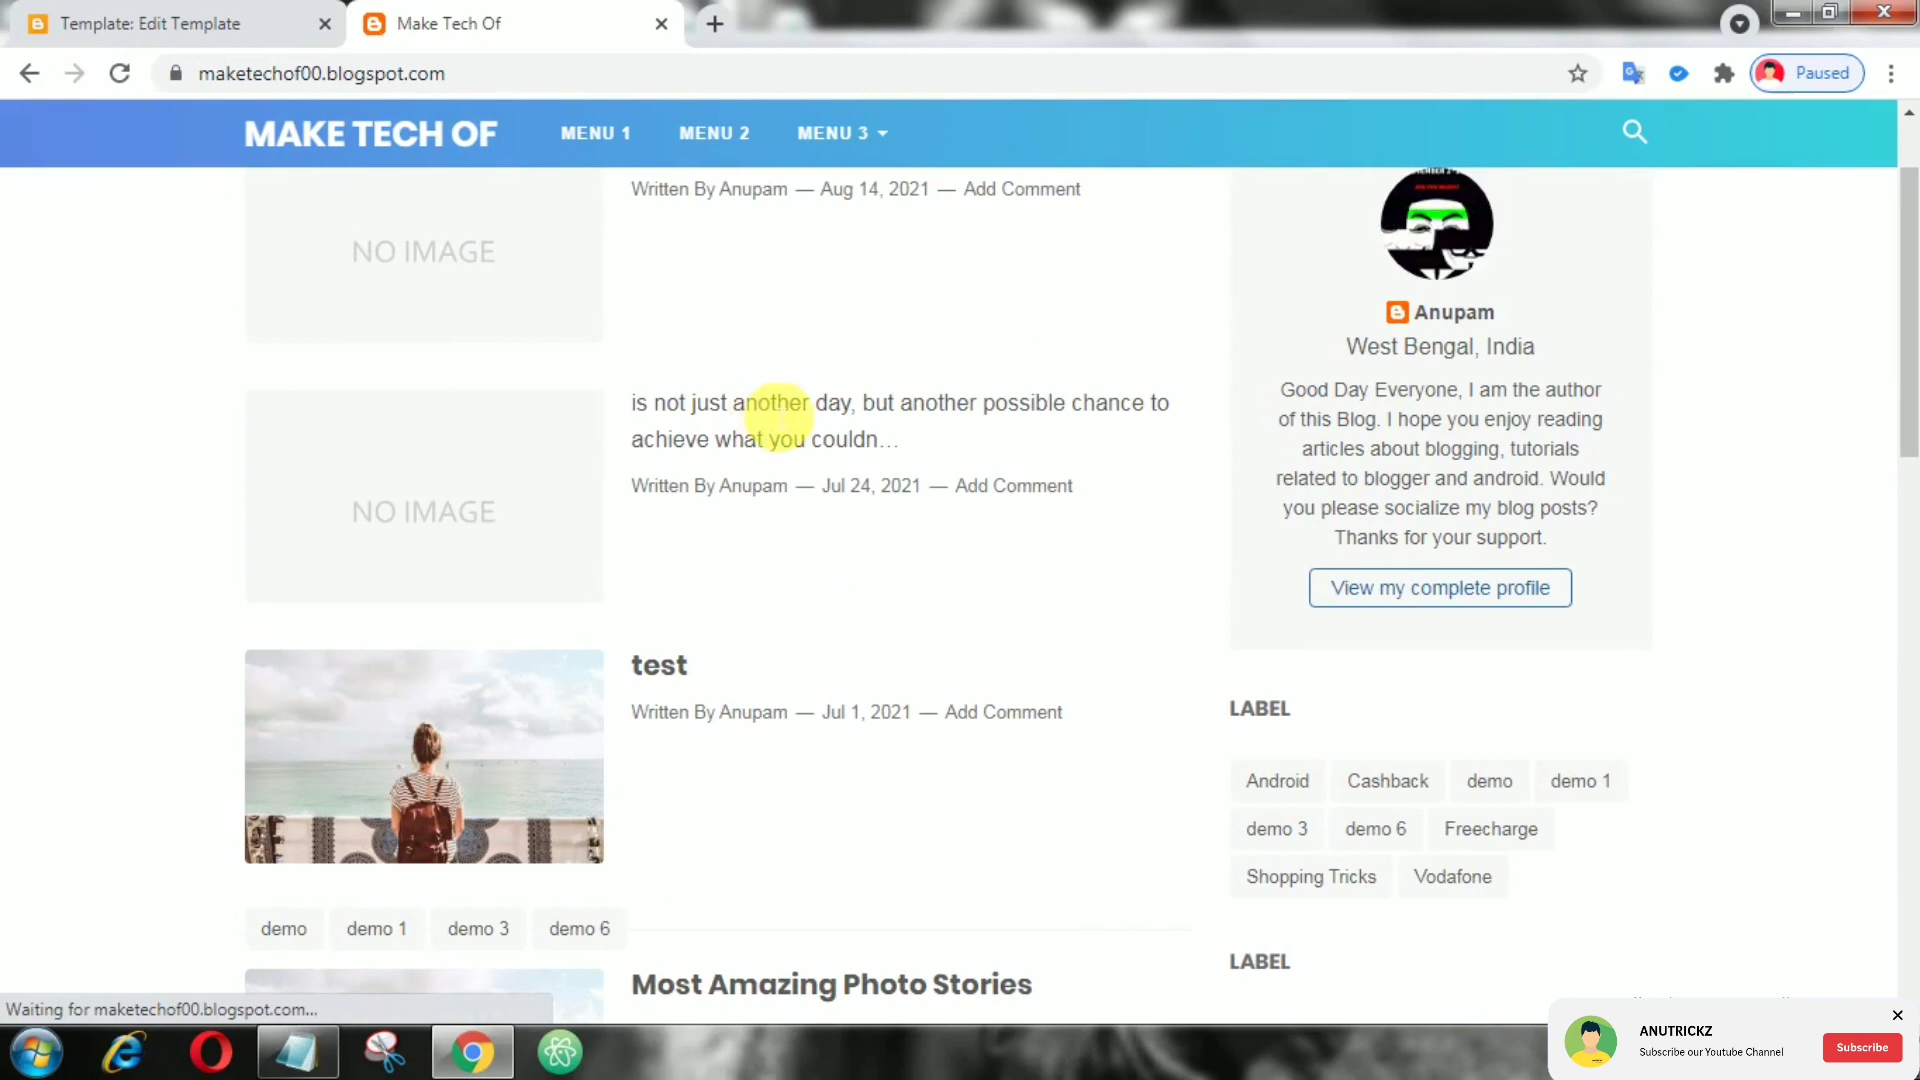 Template: Edit Template
Make Tech Of
maketechof00.blogspot.com
Paused
MAKE TECH OF
MENU 1
MENU 2
MENU 3
Written By Anupam — Aug 14, 2021 — Add Comment
NO IMAGE
is not just another day, but another possible chance to
achieve what you couldn...
Written By Anupam — Jul 24, 2021 — Add Comment
NO IMAGE
test
Written By Anupam — Jul 1, 2021 — Add Comment
demo
demo 1
demo 3
demo 6
Most Amazing Photo Stories
Anupam
West Bengal, India
Good Day Everyone, I am the author
of this Blog. I hope you enjoy reading
articles about blogging, tutorials
related to blogger and android. Would
you please socialize my blog posts?
Thanks for your support.
View my complete profile
LABEL
Android Cashback demo demo 1
demo 3 demo 6 Freecharge
Shopping Tricks Vodafone
LABEL
Waiting for maketechof00.blogspot.com...
ANUTRICKZ
Subscribe our Youtube Channel
Subscribe